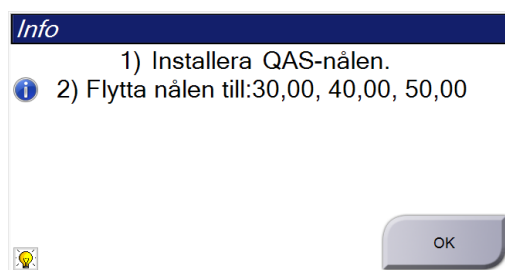 Info
1) Installera QAS-nålen.
2) Flytta nålen till:30,00, 40,00, 50,00
OK